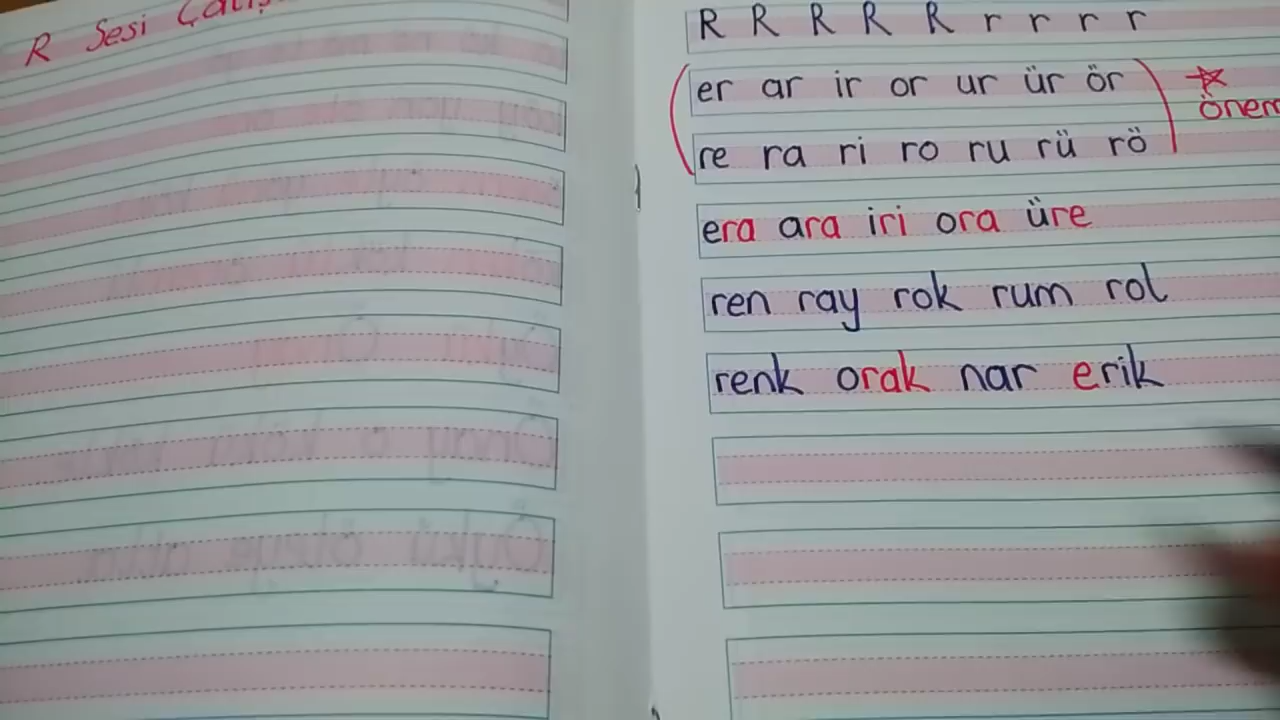 R Sesi
R R R R R r r r r
er ar ir or ur ür ör
re ra ri ro ru rü rö
era ara iri ora üre
ren ray rok rum rol
renk orak nar erik